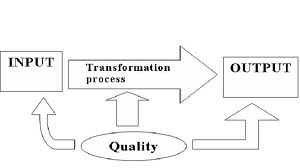 INPUT
Transformation
process
OUTPUT
Quality